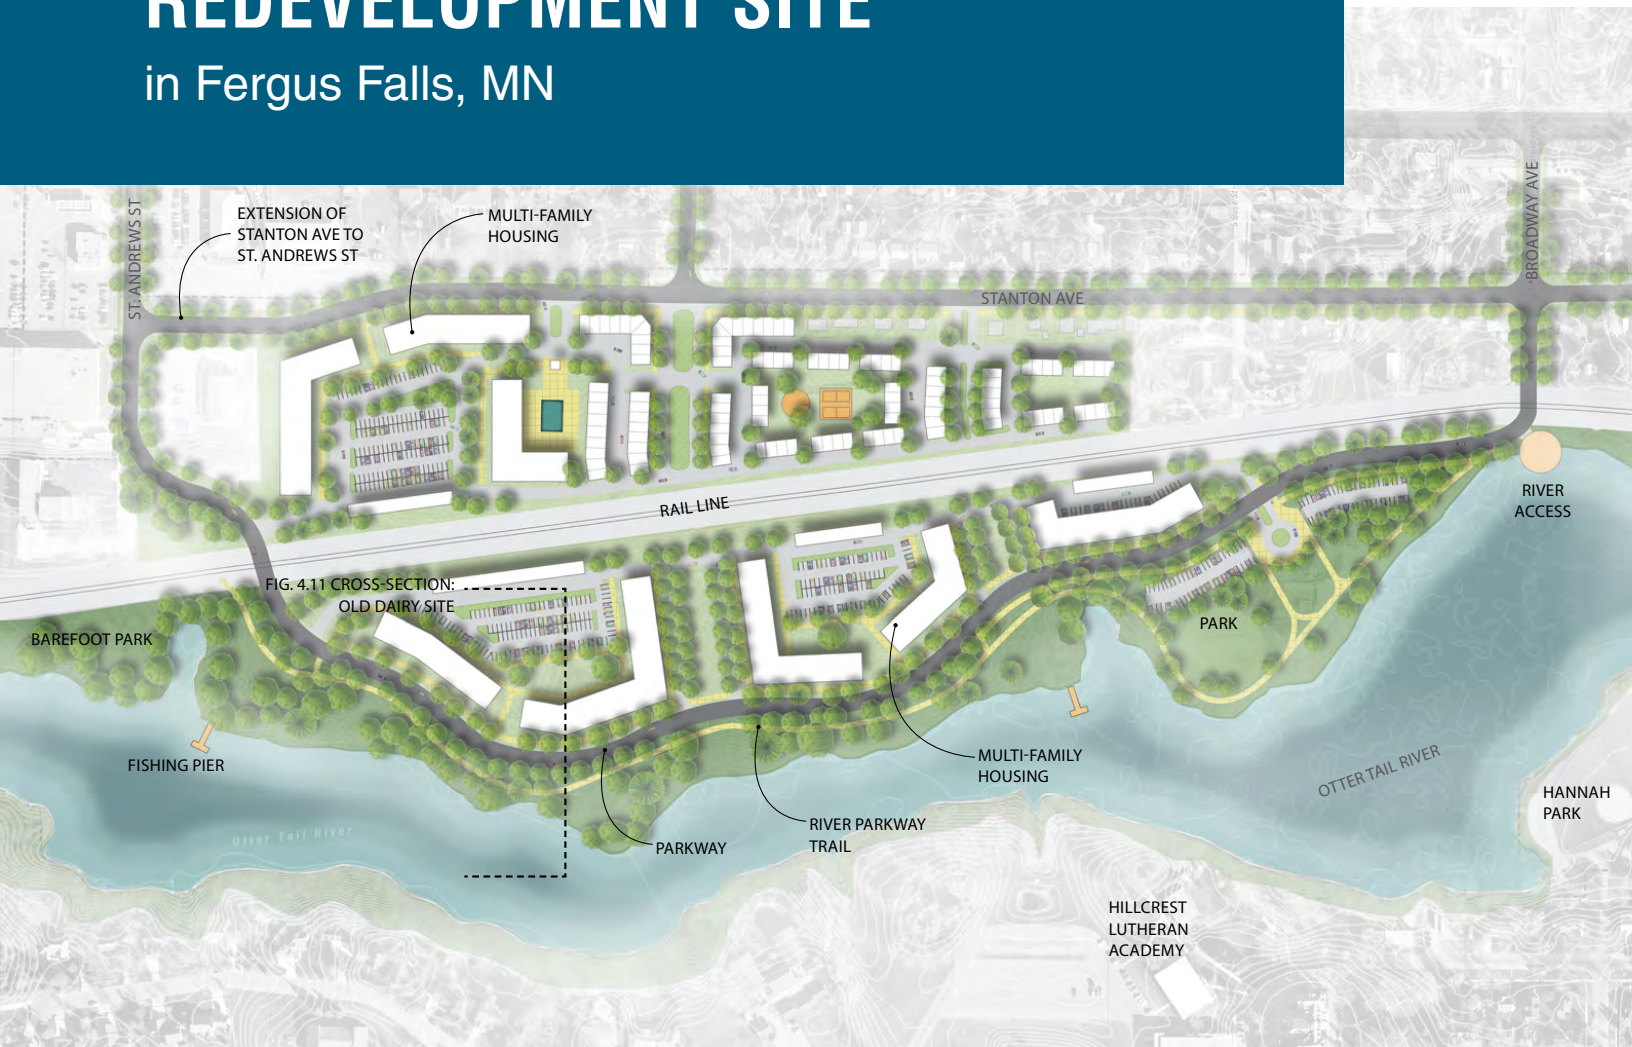 REDEVELOPMENT SITE
in Fergus Falls, MN
ST. ANDREWS ST
EXTENSION OF
STANTON AVE TO
ST. ANDREWS ST
MULTI-FAMILY
HOUSING
BROADWAY AVE
STANTON AVE
RAIL LINE
RIVER
ACCESS
FIG. 4.11 CROSS-SECTION:
OLD DAIRY SITE
BAREFOOT PARK
PARK
FISHING PIER
MULTI-FAMILY
HOUSING
OTTER TAIL RIVER
HANNAH
PARK
Otter Tail River
RIVER PARKWAY
TRAIL
PARKWAY
HILLCREST
LUTHERAN
ACADEMY